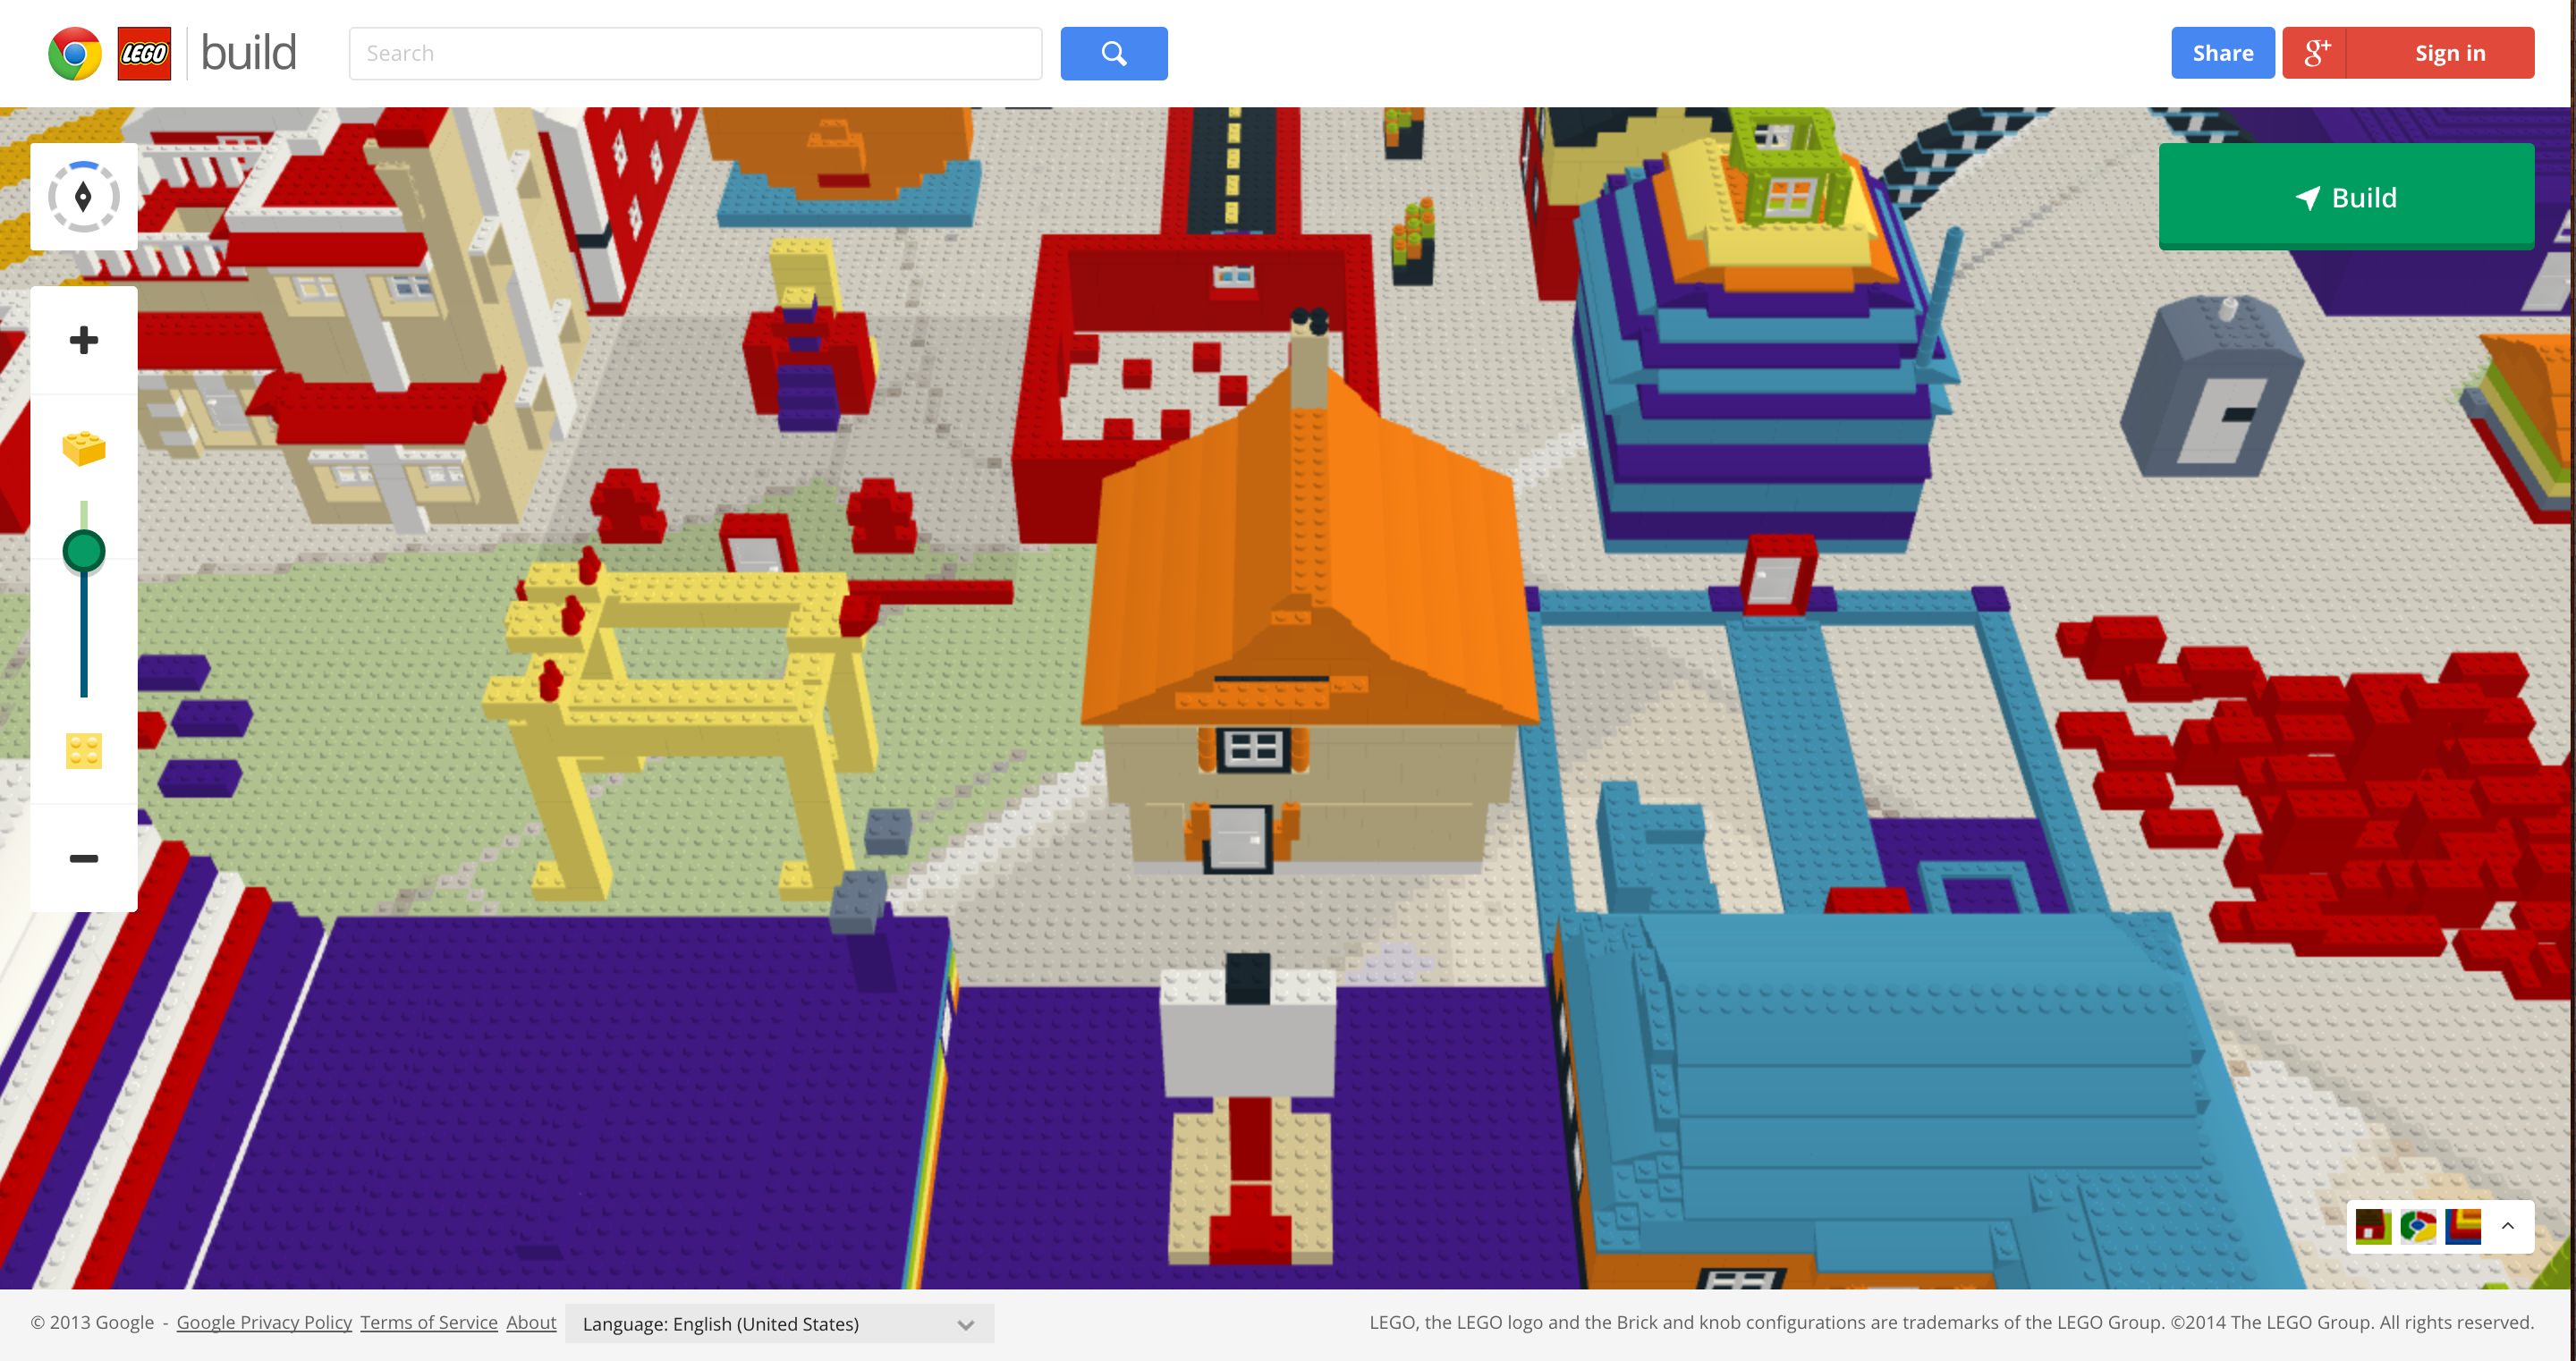 LEGO build Search Share g+ Sign in
Build
© 2013 Google - Google Privacy Policy Terms of Service About Language: English (United States) LEGO, the LEGO logo and the Brick and knob configurations are trademarks of the LEGO Group. ©2014 The LEGO Group. All rights reserved.